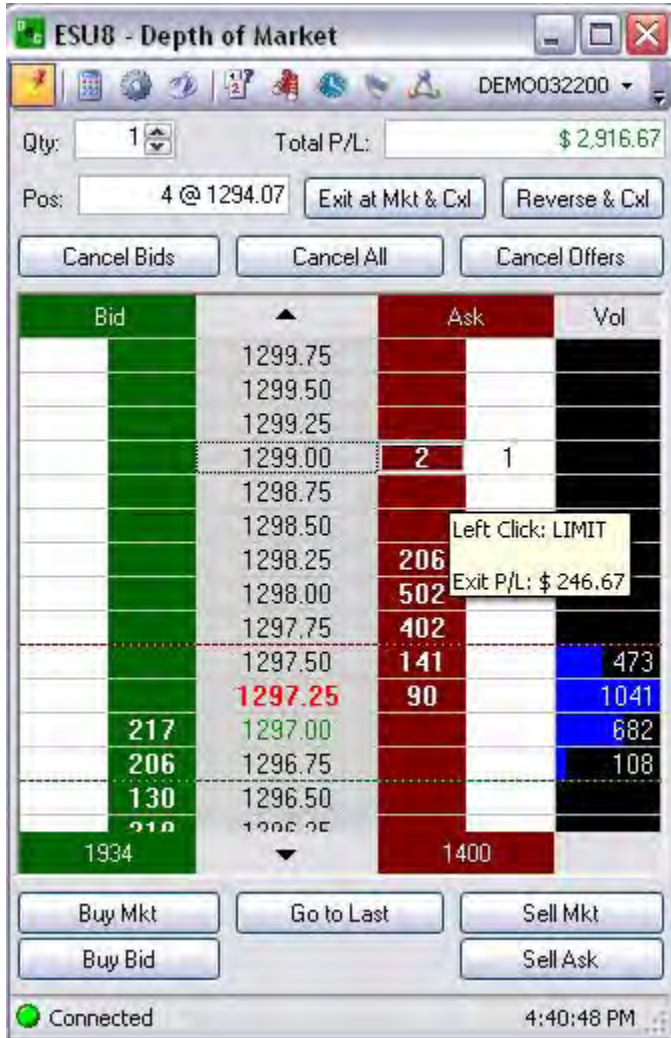 ESU8 - Depth of Market
DEMO032200
Qty: 1 Total P/L: $ 2,916.67
Pos: 4 @ 1294.07 Exit at Mkt & Cxl Reverse & Cxl
Cancel Bids Cancel All Cancel Offers
Bid Ask Vol
1299.75
1299.50
1299.25
1299.00 2 1
1298.75
1298.50 Left Click: LIMIT
1298.25 206
Exit P/L: $ 246.67
1298.00 502
1297.75 402
1297.50 141 473
1297.25 90 1041
217 1297.00 682
206 1296.75 108
130 1296.50
1296.25
1934 1400
Buy Mkt Go to Last Sell Mkt
Buy Bid Sell Ask
Connected 4:40:48 PM